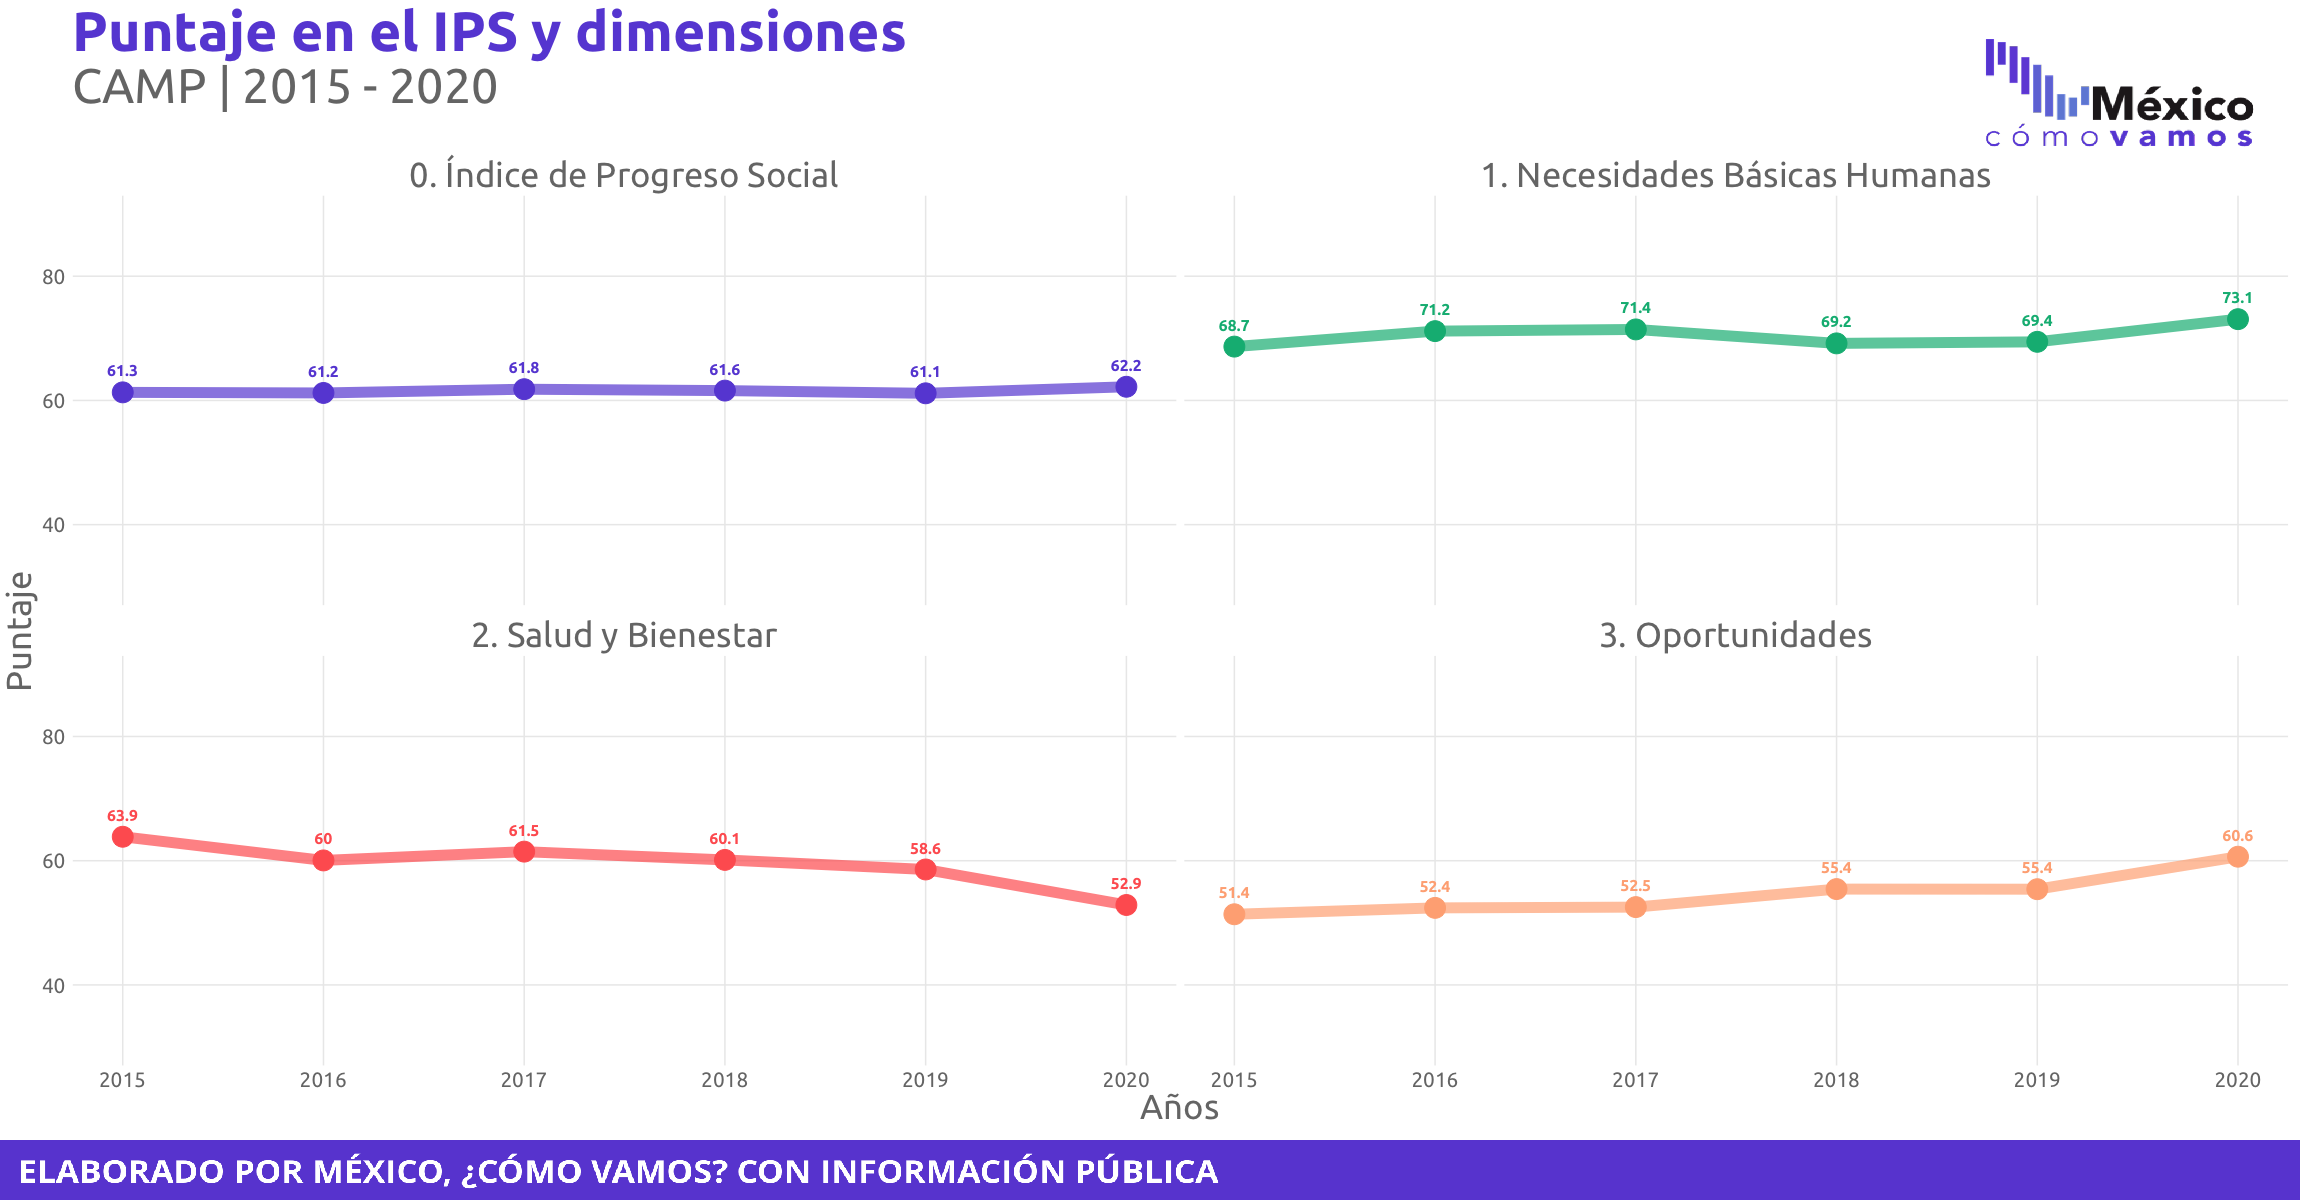 Puntaje en el IPS y dimensiones
CAMP | 2015 - 2020
México
cómovamos
0. Índice de Progreso Social
80
60
40
61.3 61.2 61.8 61.6 61.1 62.2
1. Necesidades Básicas Humanas
68.7 71.2 71.4 69.2 69.4 73.1
Puntaje
2. Salud y Bienestar
80
60
40
63.9 60 61.5 60.1 58.6 52.9
2015 2016 2017 2018 2019 2020
3. Oportunidades
51.4 52.4 52.5 55.4 55.4 60.6
2015 2016 2017 2018 2019 2020
Años
ELABORADO POR MÉXICO, ¿CÓMO VAMOS? CON INFORMACIÓN PÚBLICA